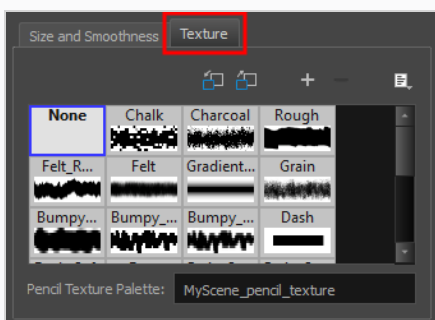 Size and Smoothness Texture
None Chalk Charcoal Rough
Felt_R... Felt Gradient... Grain
Bumpy... Bumpy_... Bumpy_... Dash
Pencil Texture Palette: MyScene_pencil_texture